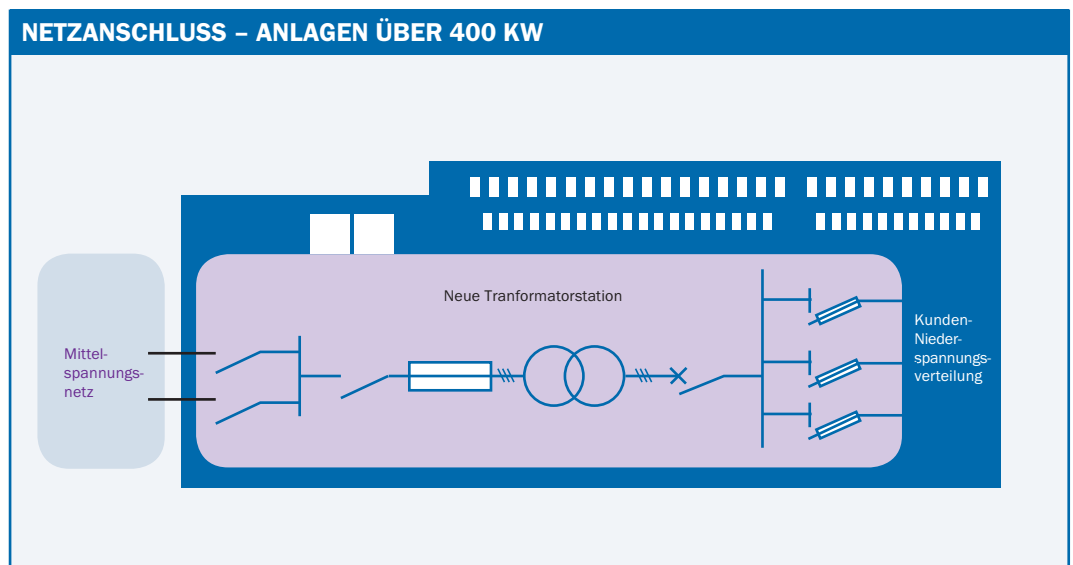 NETZANSCHLUSS – ANLAGEN ÜBER 400 KW
Neue Tranformatorstation
Mittel-
spannungs-
netz
Kunden-
Nieder-
spannungs-
verteilung